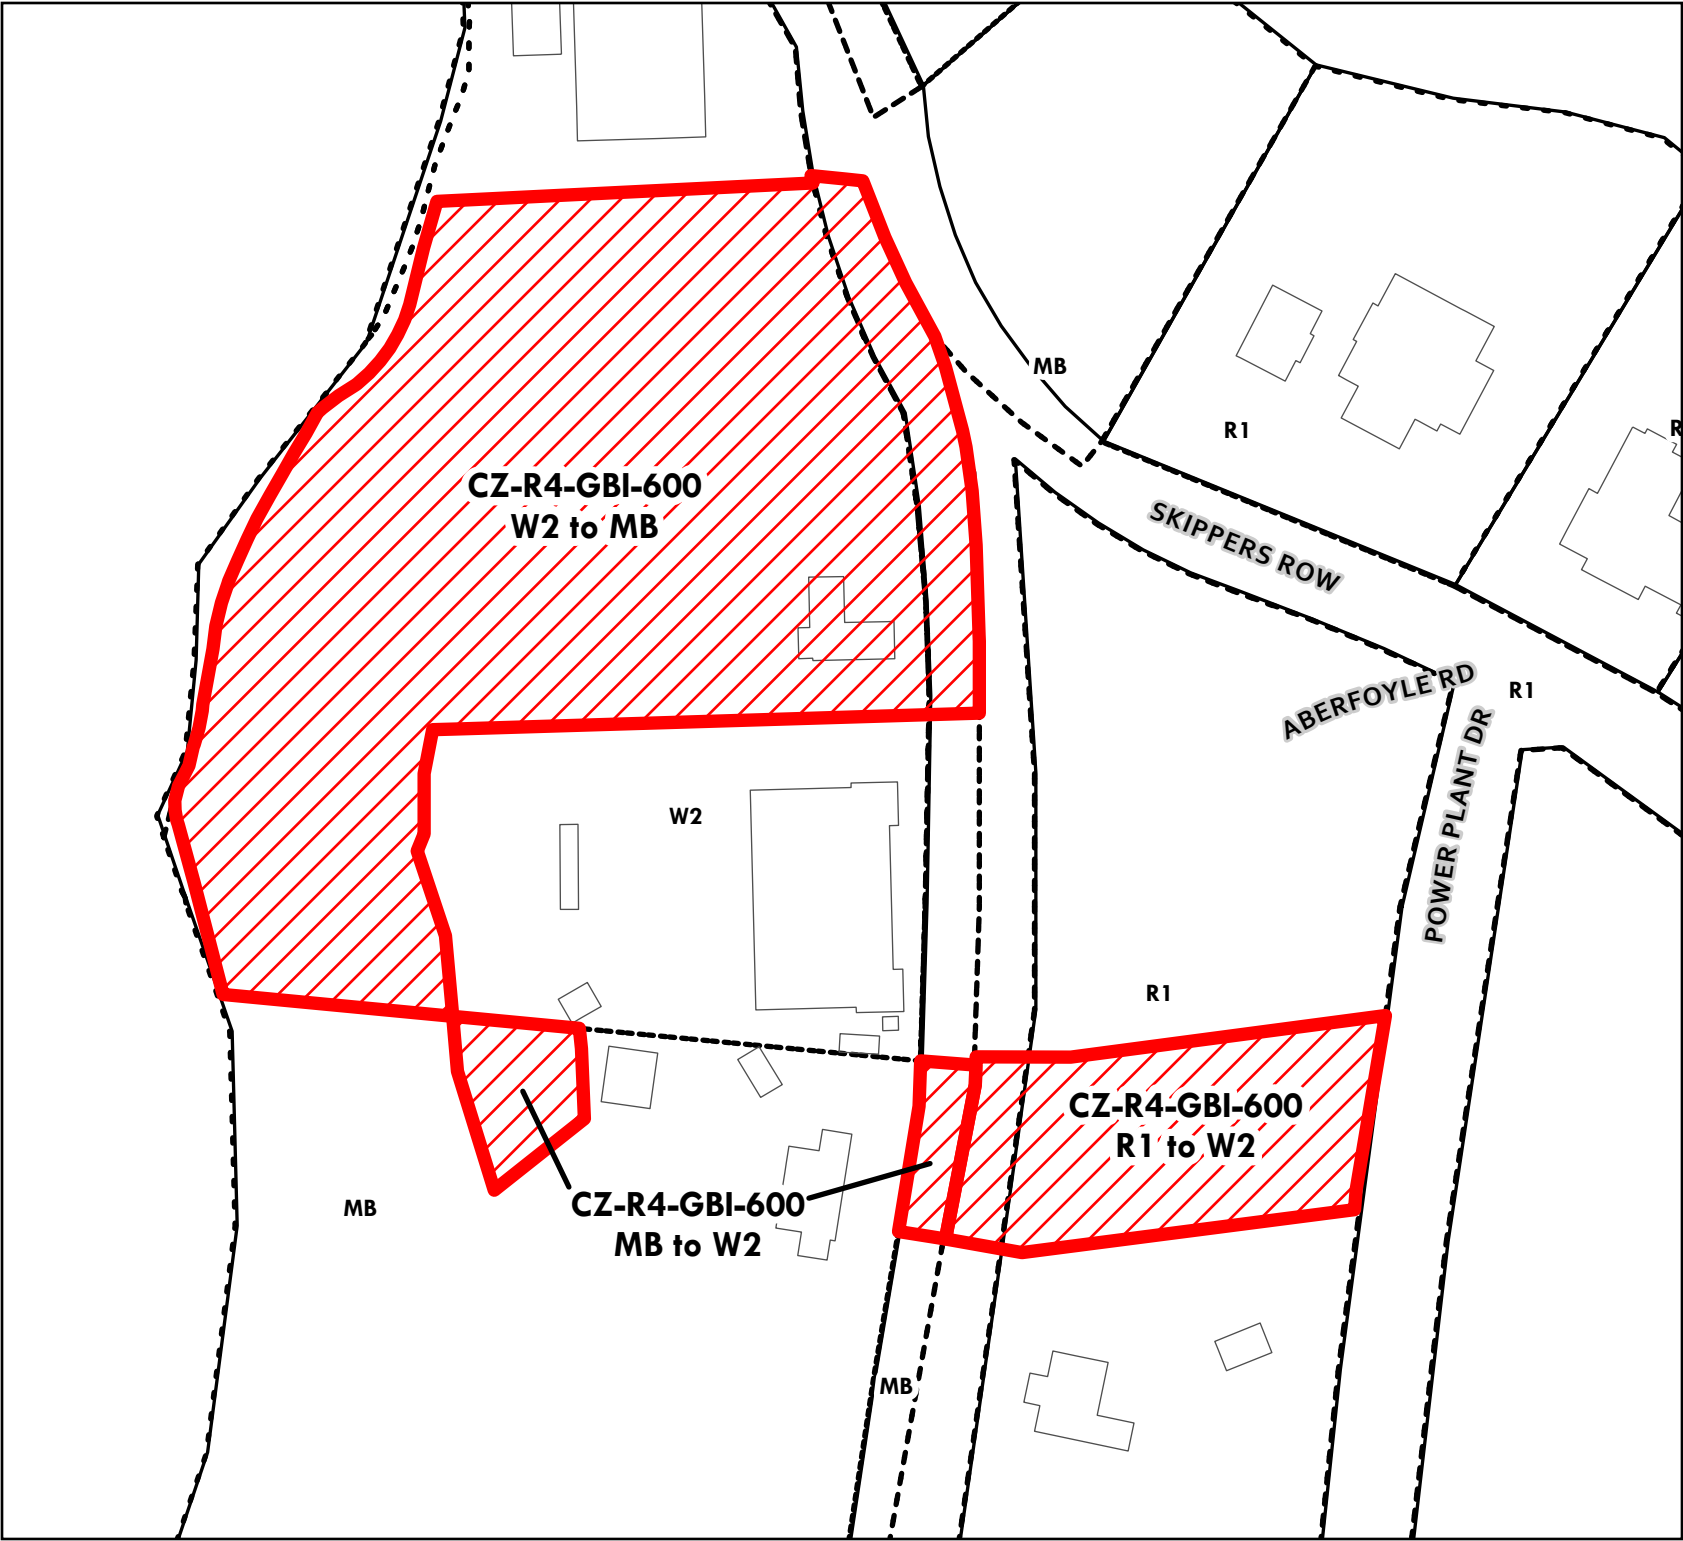 MB
R1
R
CZ-R4-GBI-600
W2 to MB
SKIPPERS ROW
ABERFOYLE RD
R1
POWER PLANT DR
W2
R1
CZ-R4-GBI-600
R1 to W2
MB
CZ-R4-GBI-600
MB to W2
MB